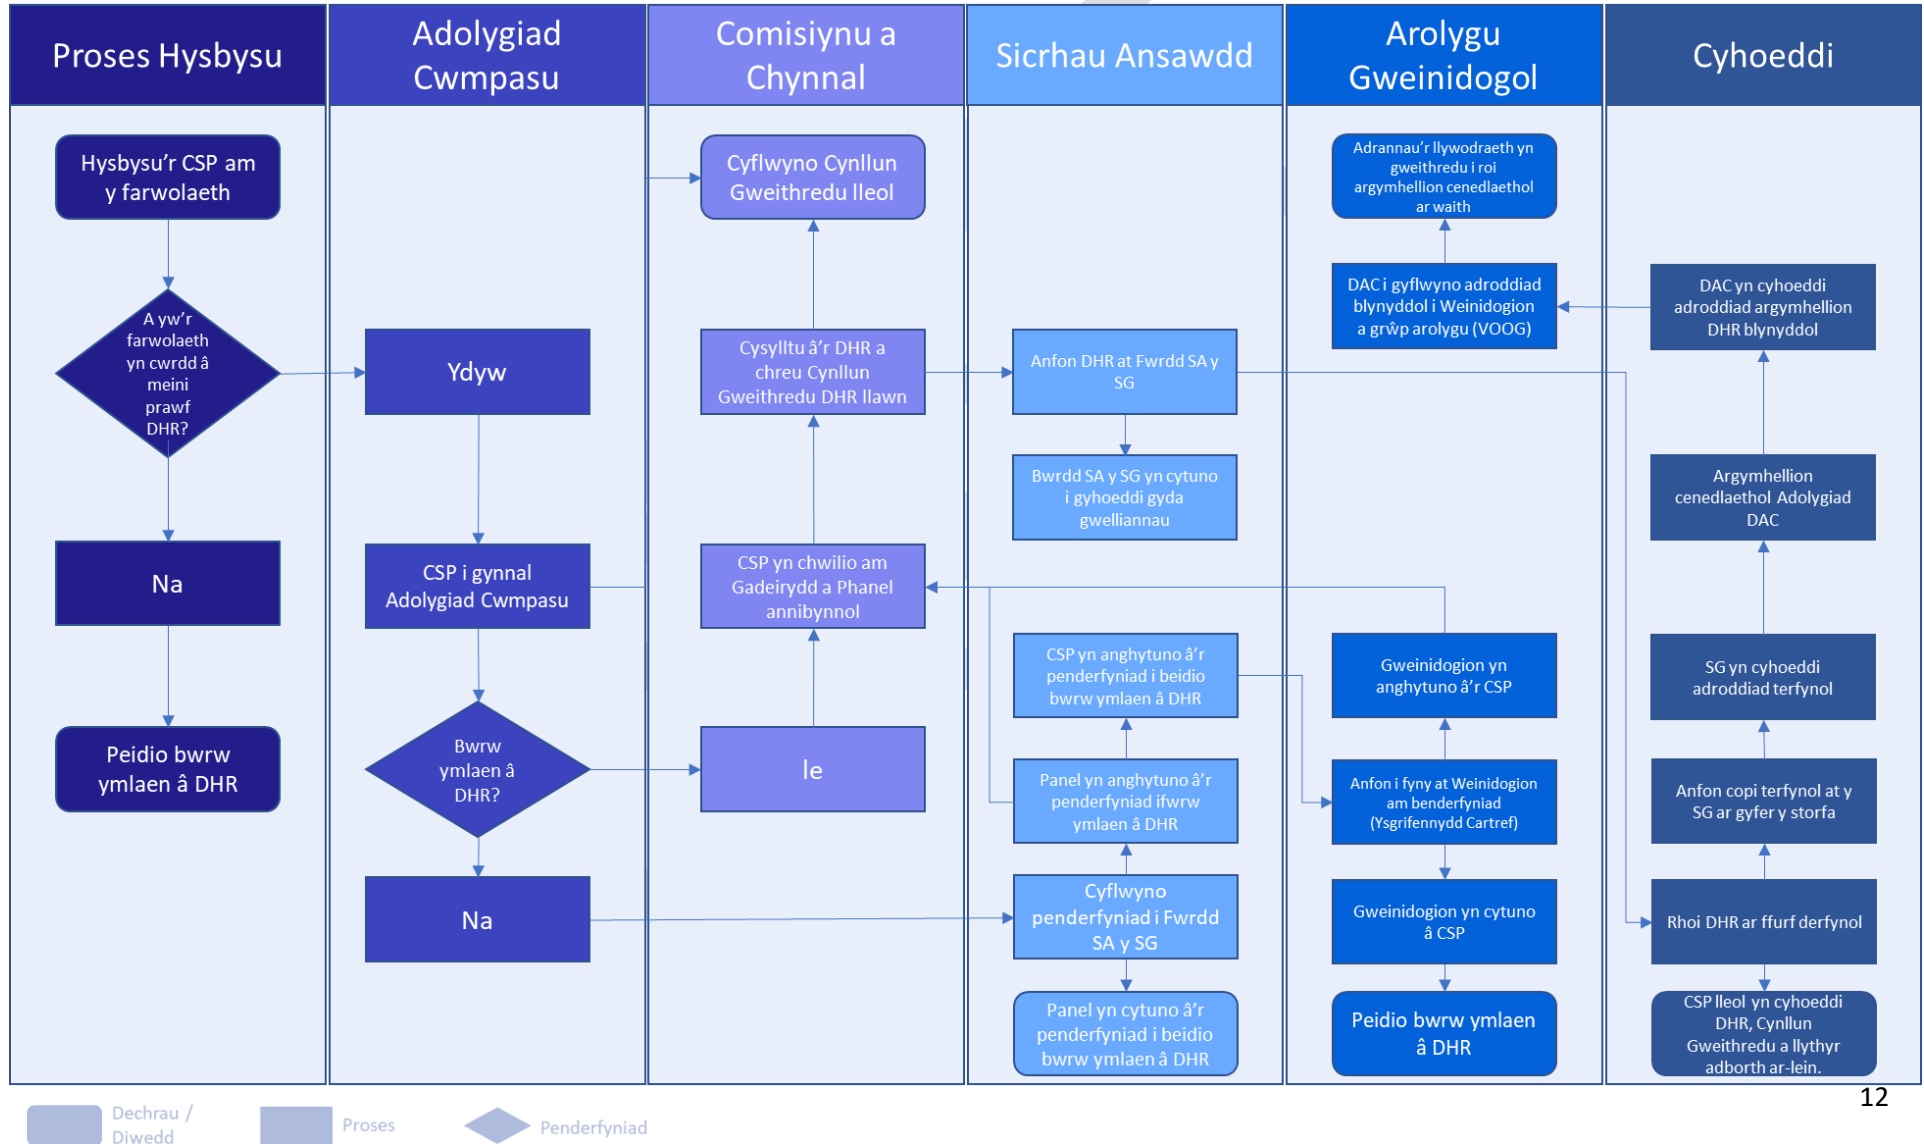 Proses Hysbysu
Adolygiad
Cwmpasu
Comisiynu a
Chynnal
Sicrhau Ansawdd
Arolygu
Gweinidogol
Cyhoeddi
Hysbysu'r CSP am
y farwolaeth
A yw'r
farwolaeth
yn cwrdd â
meini
prawf
DHR?
Na
Peidio bwrw
ymlaen â DHR
Ydyw
CSP i gynnal
Adolygiad Cwmpasu
Bwrw
ymlaen â
DHR?
Na
Cyflwyno Cynllun
Gweithredu lleol
Cysylltu â'r DHR a
chreu Cynllun
Gweithredu DHR llawn
CSP yn chwilio am
Gadeirydd a Phanel
annibynnol
Ie
Anfon DHR at Fwrdd SA y
SG
Bwrdd SA y SG yn cytuno
i gyhoeddi gyda
gwelliannau
CSP yn anghytuno â'r
penderfyniad i beidio
bwrw ymlaen â DHR
Panel yn anghytuno â'r
penderfyniad ifwrw
ymlaen â DHR
Cyflwyno
penderfyniad i Fwrdd
SA y SG
Panel yn cytuno â'r
penderfyniad i beidio
bwrw ymlaen â DHR
Adrannau'r llywodraeth yn
gweithredu i roi
argymhellion cenedlaethol
ar waith
DAC i gyflwyno adroddiad
blynyddol i Weinidogion
a grŵp arolygu (VOOG)
Gweinidogion yn
anghytuno â'r CSP
Anfon i fyny at Weinidogion
am benderfyniad
(Ysgrifennydd Cartref)
Gweinidogion yn cytuno
â CSP
Peidio bwrw ymlaen
â DHR
DAC yn cyhoeddi
adroddiad argymhellion
DHR blynyddol
Argymhellion
cenedlaethol Adolygiad
DAC
SG yn cyhoeddi
adroddiad terfynol
Anfon copi terfynol at y
SG ar gyfer y storfa
Rhoi DHR ar ffurf derfynol
CSP lleol yn cyhoeddi
DHR, Cynllun
Gweithredu a llythyr
adborth ar-lein.
12
Dechrau /
Diwedd
Proses
Penderfyniad